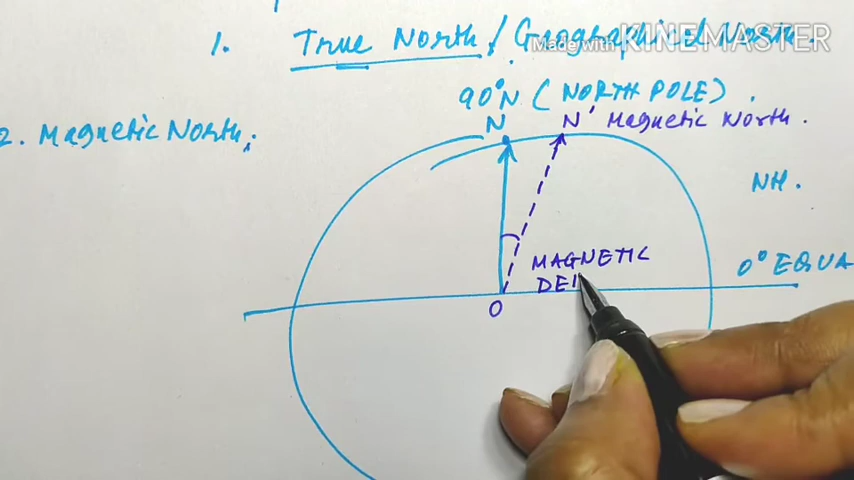 1. True North / Geographical North.
Made with KINEMASTER
90°N (NORTH POLE).
2. Magnetic North.
N
N' Magnetic North.
NH.
MAGNETIC
0° EQUA
O